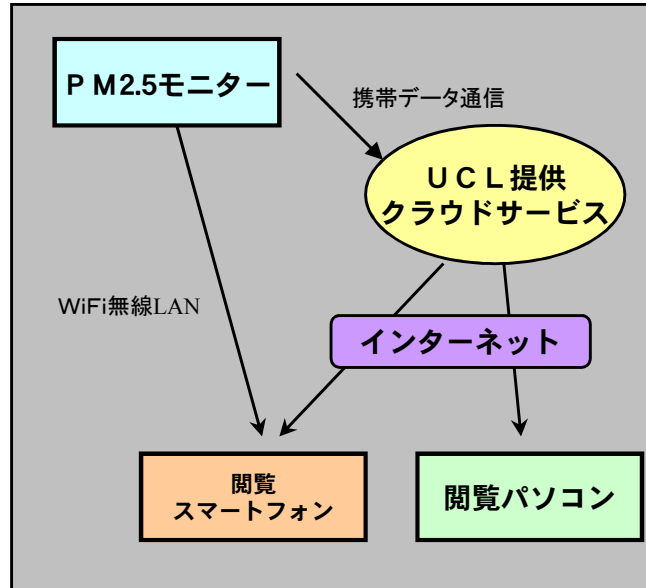 ＰＭ2.5モニター
携帯データ通信
ＵＣＬ提供
クラウドサービス
WiFi無線LAN
インターネット
閲覧
スマートフォン
閲覧パソコン